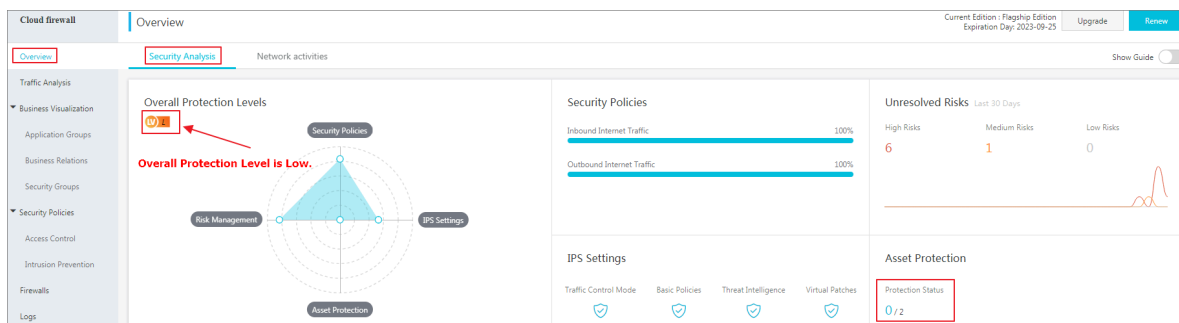 Cloud firewall
Overview
Current Edition : Flagship Edition
Expiration Day: 2023-09-25
Upgrade
Renew
Overview
Security Analysis
Network activities
Show Guide
Traffic Analysis
Business Visualization
Application Groups
Business Relations
Security Groups
Security Policies
Access Control
Intrusion Prevention
Firewalls
Logs
Overall Protection Levels
LV L
Overall Protection Level is Low.
Security Policies
Risk Management
IPS Settings
Asset Protection
Security Policies
Inbound Internet Traffic 100%
Outbound Internet Traffic 100%
Unresolved Risks Last 30 Days
High Risks Medium Risks Low Risks
6 1 0
IPS Settings
Traffic Control Mode Basic Policies Threat Intelligence Virtual Patches
Asset Protection
Protection Status
0 / 2